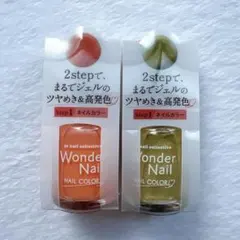 2stepで、
まるでジェルの
ツヤめき&高発色♡
step1 ネイルカラー
Wonder
Nail
NAIL COLOR
2stepで、
まるでジェルの
ツヤめき&高発色♡
step1 ネイルカラー
Wonder
Nail
NAIL COLOR